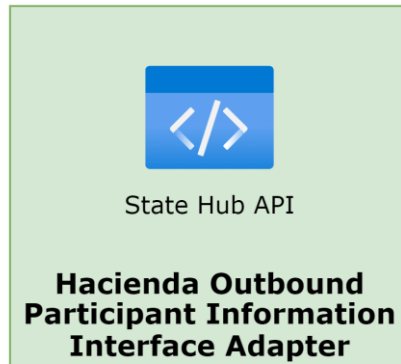 State Hub API
Hacienda Outbound
Participant Information
Interface Adapter